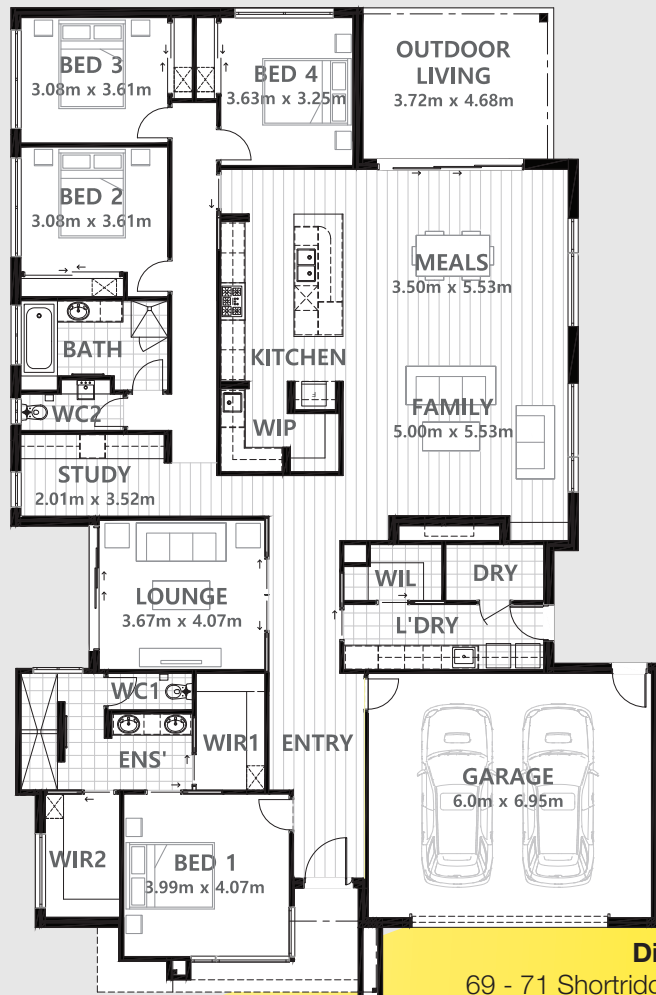 BED 3
3.08m x 3.61m
BED 4
3.63m x 3.25m
OUTDOOR
LIVING
3.72m x 4.68m
BED 2
3.08m x 3.61m
MEALS
3.50m x 5.53m
BATH
KITCHEN
WC2
WIP
FAMILY
5.00m x 5.53m
STUDY
2.01m x 3.52m
LOUNGE
3.67m x 4.07m
WIL
DRY
L'DRY
WC1
ENS'
WIR1
ENTRY
GARAGE
6.0m x 6.95m
WIR2
BED 1
3.99m x 4.07m
Di
69 - 71 Shortrid